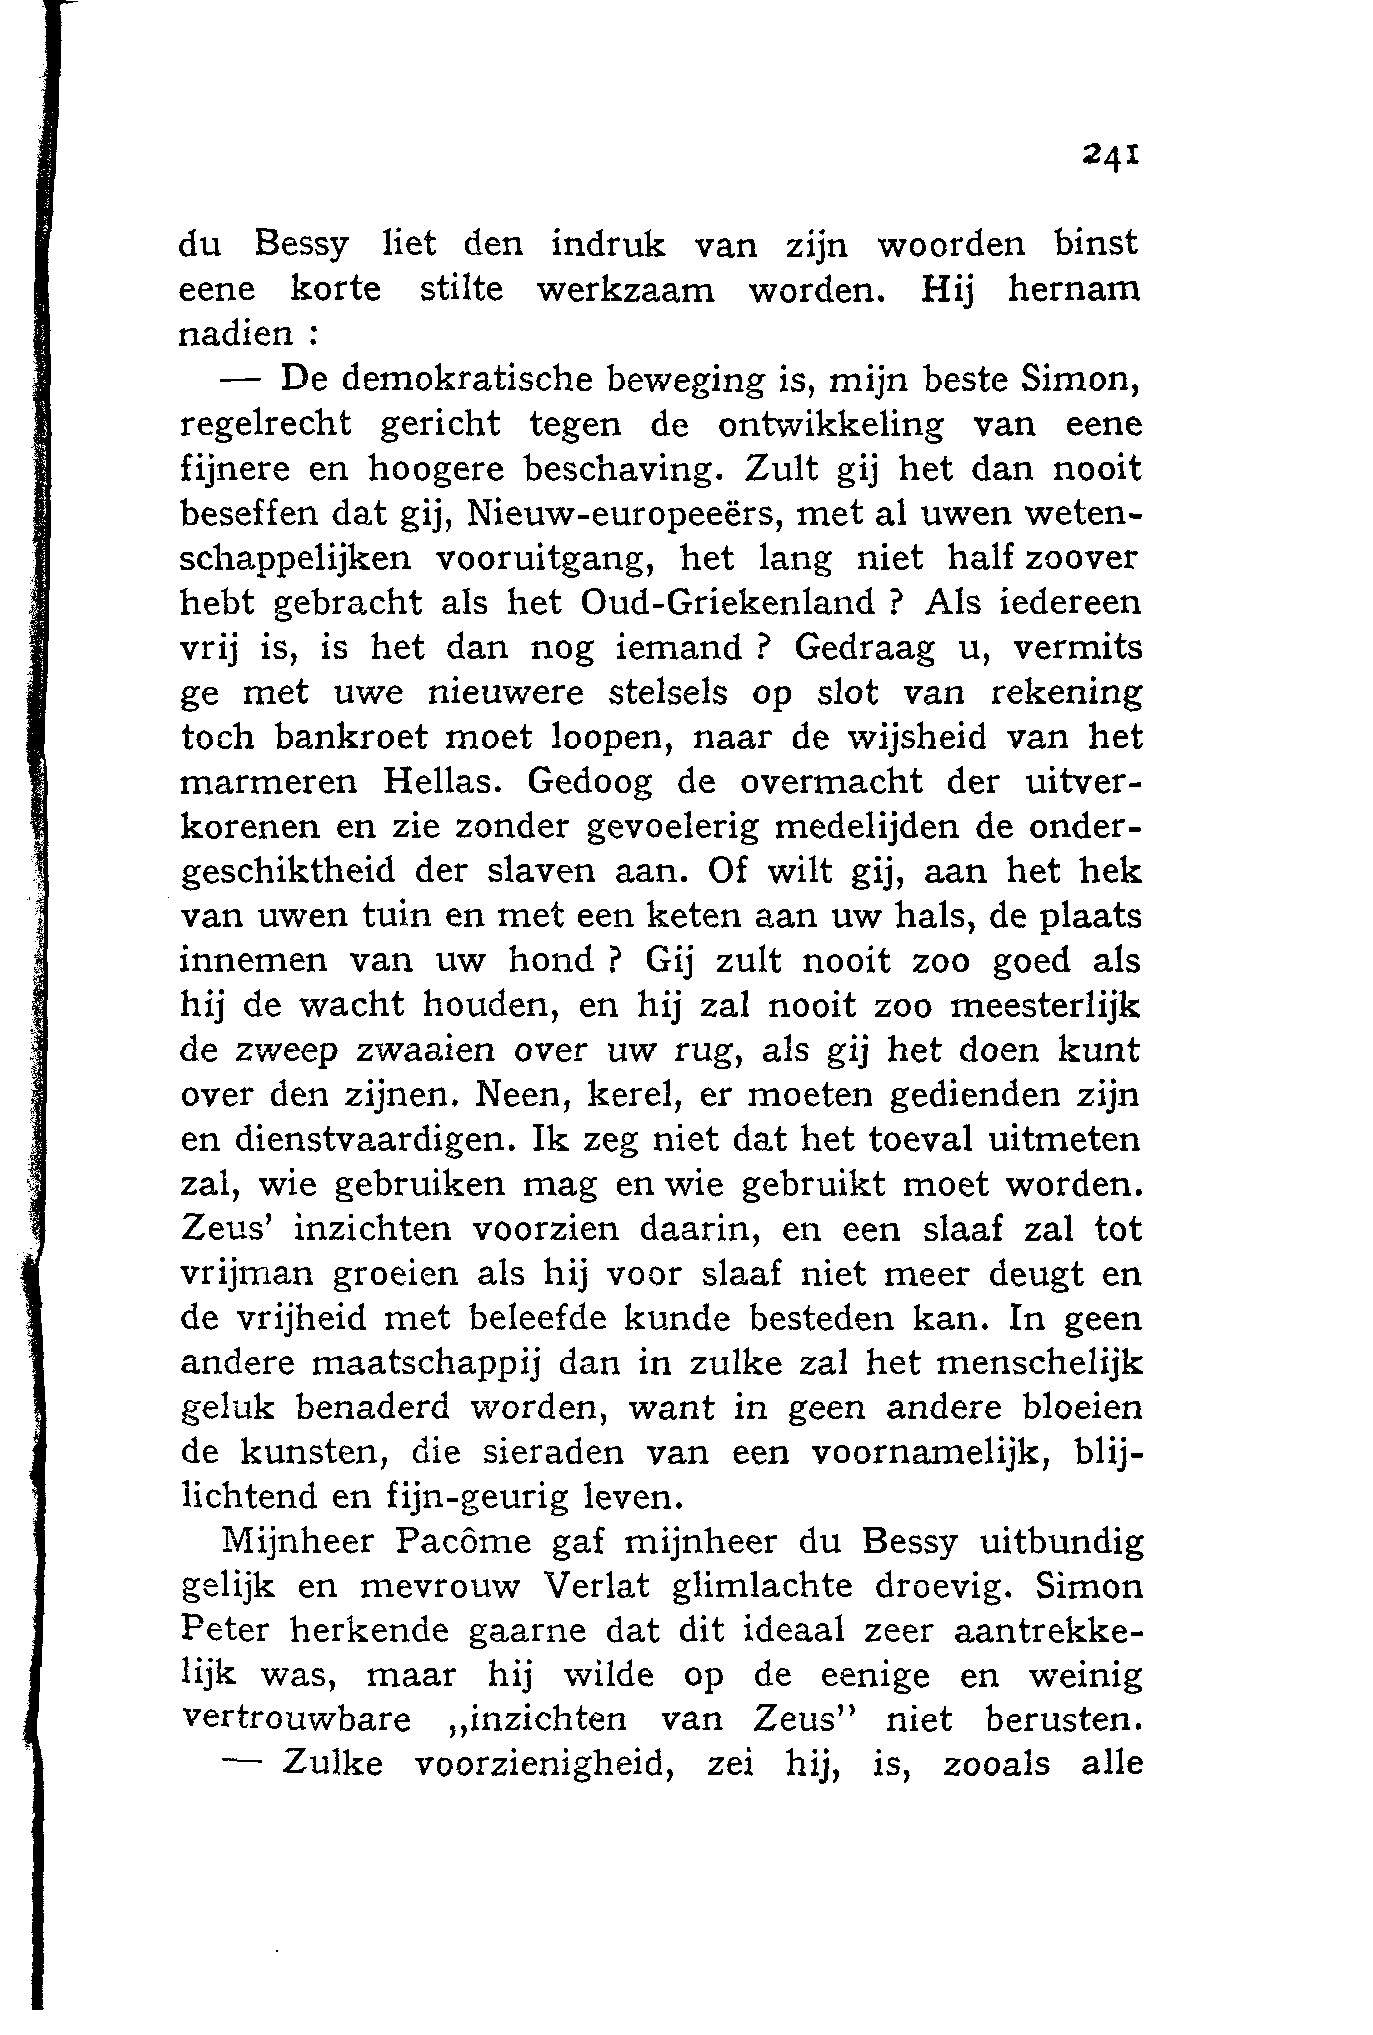 241
du Bessy liet den indruk van zijn woorden binst
eene korte stilte werkzaam worden. Hij hernam
nadien :
— De demokratische beweging is, mijn beste Simon,
regelrecht gericht tegen de ontwikkeling van eene
fijnere en hoogere beschaving. Zult gij het dan nooit
beseffen dat gij, Nieuw-europeeërs, met al uwen weten-
schappelijken vooruitgang, het lang niet half zoover
hebt gebracht als het Oud-Griekenland ? Als iedereen
vrij is, is het dan nog iemand ? Gedraag u, vermits
ge met uwe nieuwere stelsels op slot van rekening
toch bankroet moet loopen, naar de wijsheid van het
marmeren Hellas. Gedoog de overmacht der uitver-
korenen en zie zonder gevoelerig medelijden de onder-
geschiktheid der slaven aan. Of wilt gij, aan het hek
van uwen tuin en met een keten aan uw hals, de plaats
innemen van uw hond ? Gij zult nooit zoo goed als
hij de wacht houden, en hij zal nooit zoo meesterlijk
de zweep zwaaien over uw rug, als gij het doen kunt
over den zijnen. Neen, kerel, er moeten gedienden zijn
en dienstvaardigen. Ik zeg niet dat het toeval uitmeten
zal, wie gebruiken mag en wie gebruikt moet worden.
Zeus' inzichten voorzien daarin, en een slaaf zal tot
vrijman groeien als hij voor slaaf niet meer deugt en
de vrijheid met beleefde kunde besteden kan. In geen
andere maatschappij dan in zulke zal het menschelijk
geluk benaderd worden, want in geen andere bloeien
de kunsten, die sieraden van een voornamelijk, blij-
lichtend en fijn-geurig leven.
Mijnheer Pacôme gaf mijnheer du Bessy uitbundig
gelijk en mevrouw Verlat glimlachte droevig. Simon
Peter herkende gaarne dat dit ideaal zeer aantrekke-
lijk was, maar hij wilde op de eenige en weinig
vertrouwbare „inzichten van Zeus” niet berusten.
— Zulke voorzienigheid, zei hij, is, zooals alle